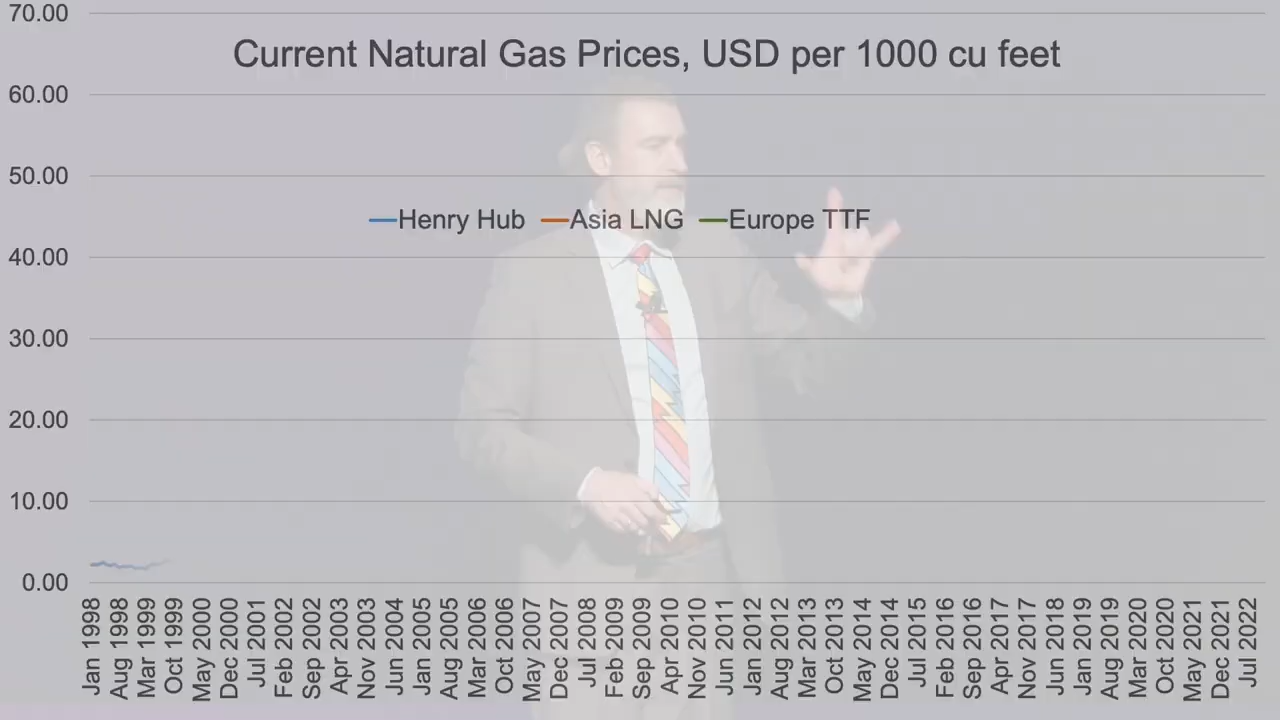 70.00
Current Natural Gas Prices, USD per 1000 cu feet
60.00
50.00
Henry Hub Asia LNG Europe TTF
40.00
30.00
20.00
10.00
0.00
Jan 1998
Aug 1998
Mar 1999
Oct 1999
May 2000
Dec 2000
Jul 2001
Feb 2002
Sep 2002
Apr 2003
Nov 2003
Jun 2004
Jan 2005
Aug 2005
Mar 2006
Oct 2006
May 2007
Dec 2007
Jul 2008
Feb 2009
Sep 2009
Apr 2010
Nov 2010
Jun 2011
Jan 2012
Aug 2012
Mar 2013
Oct 2013
May 2014
Dec 2014
Jul 2015
Feb 2016
Sep 2016
Apr 2017
Nov 2017
Jun 2018
Jan 2019
Aug 2019
Mar 2020
Oct 2020
May 2021
Dec 2021
Jul 2022